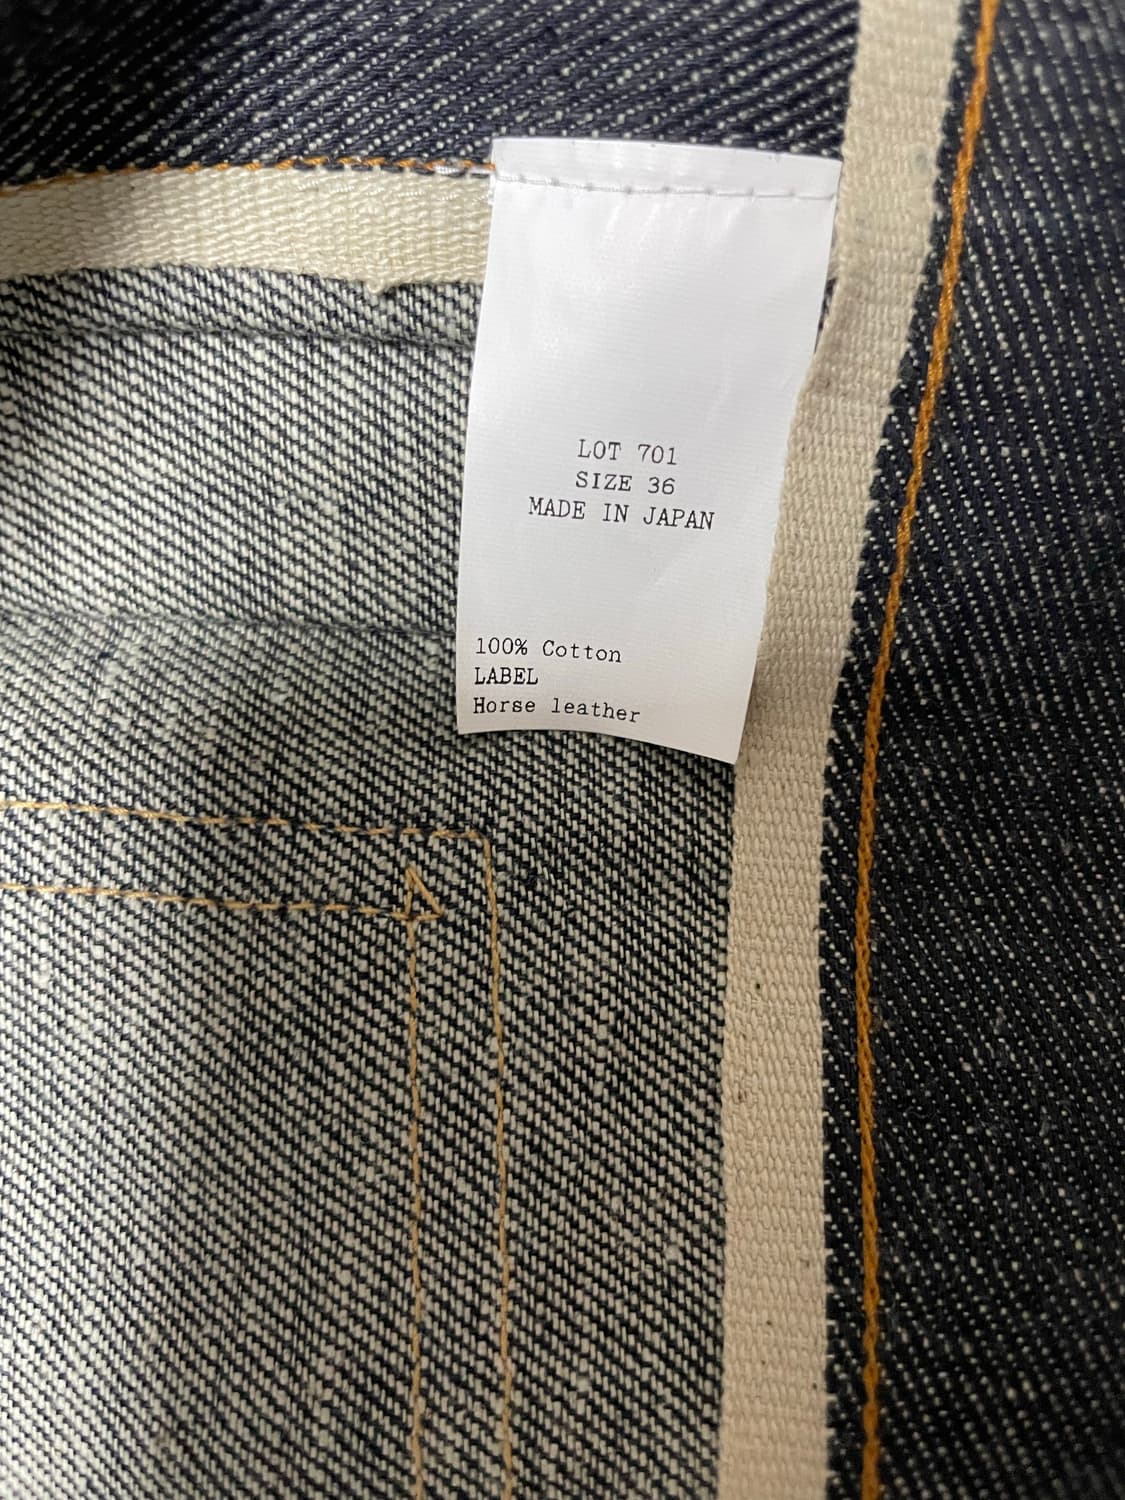 LOT 701
SIZE 36
MADE IN JAPAN
100% Cotton
LABEL
Horse leather